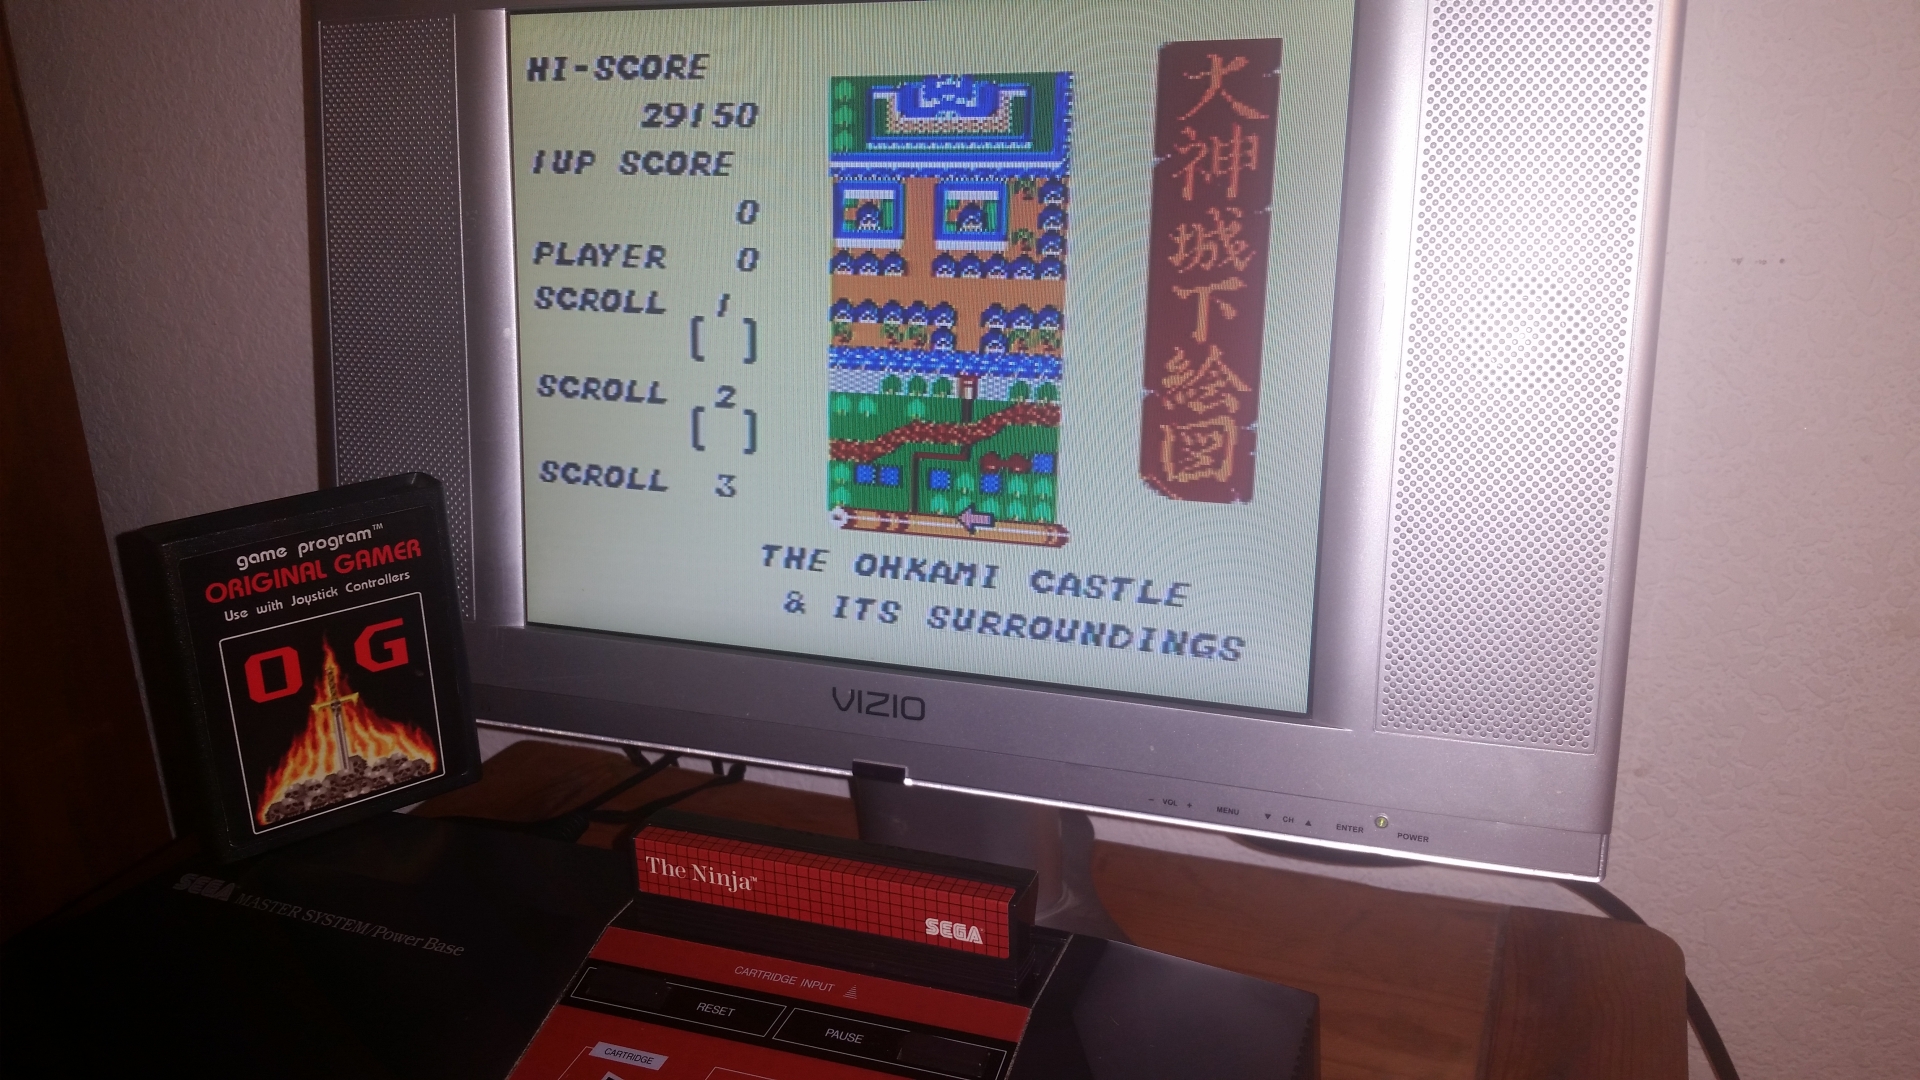 HI-SCORE
29150
1UP SCORE
0
PLAYER 0
SCROLL 1
[ ]
SCROLL 2
[ ]
SCROLL 3
大神城下絵図
THE OHKAMI CASTLE
& ITS SURROUNDINGS
VIZIO
- VOL + MENU ▼ CH ▲ ENTER POWER
game program™
ORIGINAL GAMER
Use with Joystick Controllers
O G
SEGA MASTER SYSTEM/Power Base
The Ninja™
SEGA
CARTRIDGE INPUT
RESET
PAUSE
CARTRIDGE